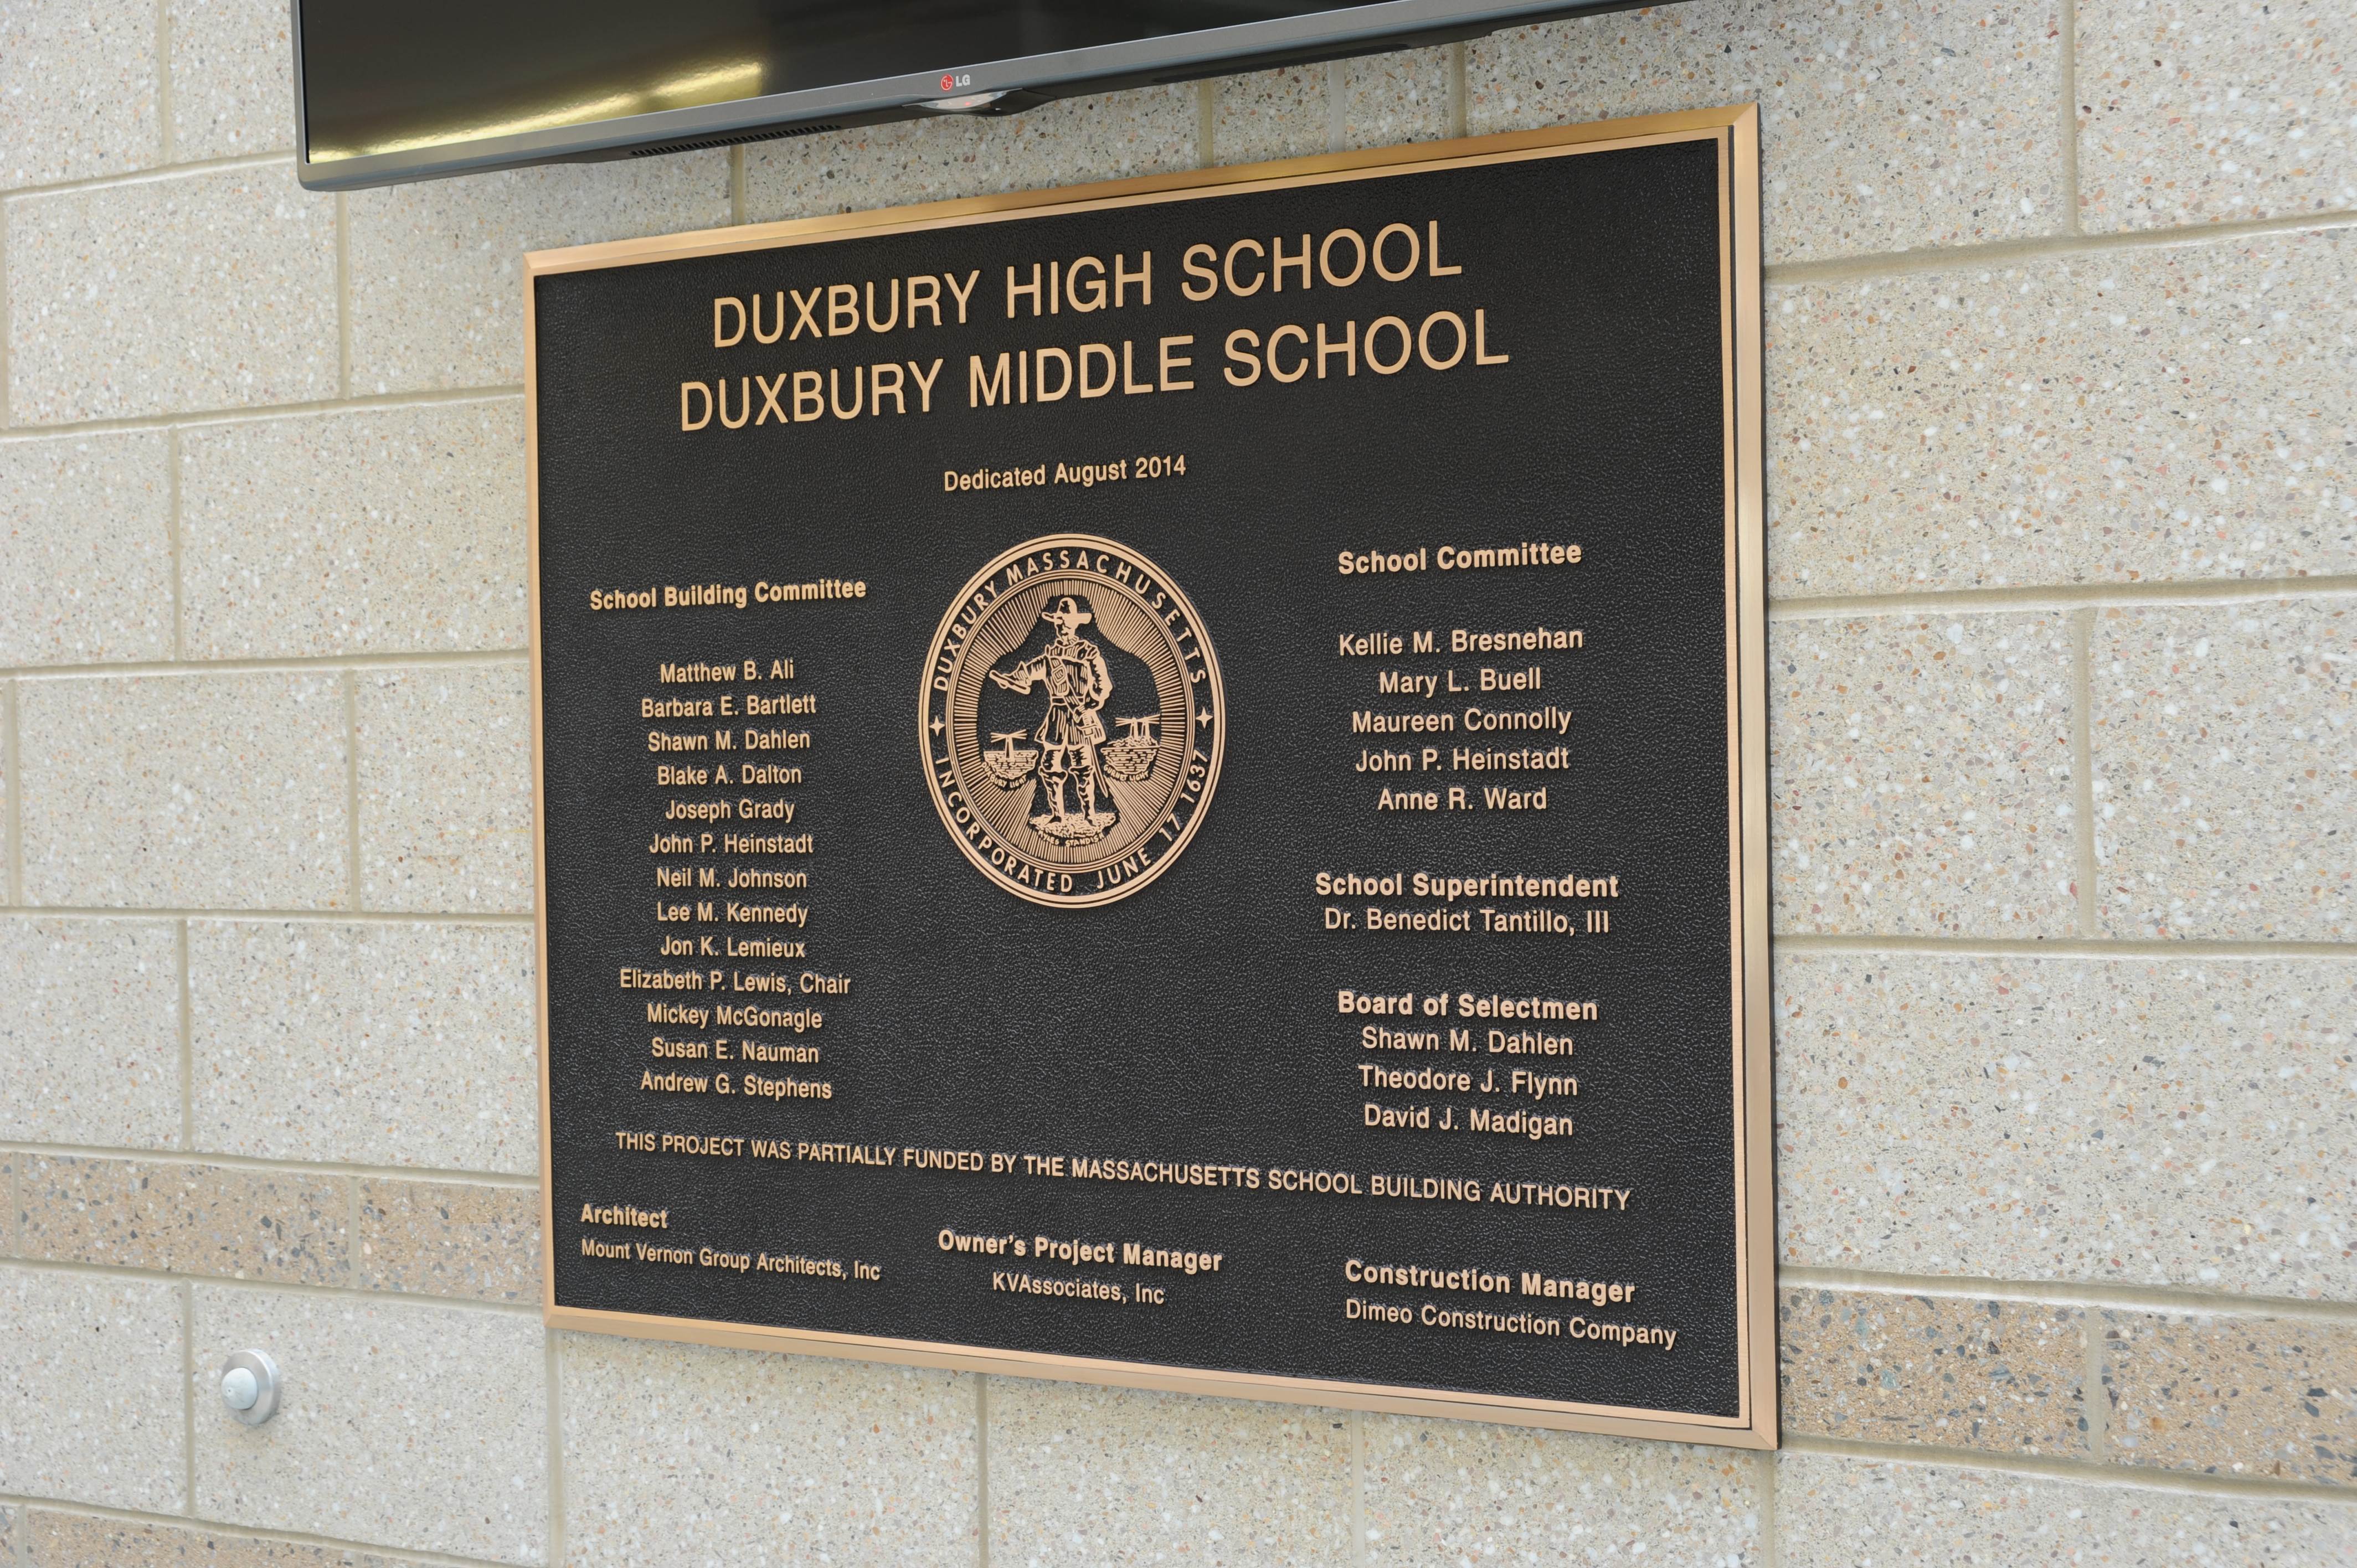 LG
DUXBURY HIGH SCHOOL
DUXBURY MIDDLE SCHOOL
Dedicated August 2014
School Building Committee
Matthew B. Ali
Barbara E. Bartlett
Shawn M. Dahlen
Blake A. Dalton
Joseph Grady
John P. Heinstadt
Neil M. Johnson
Lee M. Kennedy
Jon K. Lemieux
Elizabeth P. Lewis, Chair
Mickey McGonagle
Susan E. Nauman
Andrew G. Stephens
DUXBURY MASSACHUSETTS
INCORPORATED JUNE 17 1637
School Committee
Kellie M. Bresnehan
Mary L. Buell
Maureen Connolly
John P. Heinstadt
Anne R. Ward
School Superintendent
Dr. Benedict Tantillo, III
Board of Selectmen
Shawn M. Dahlen
Theodore J. Flynn
David J. Madigan
THIS PROJECT WAS PARTIALLY FUNDED BY THE MASSACHUSETTS SCHOOL BUILDING AUTHORITY
Architect
Mount Vernon Group Architects, Inc
Owner's Project Manager
KVAssociates, Inc
Construction Manager
Dimeo Construction Company